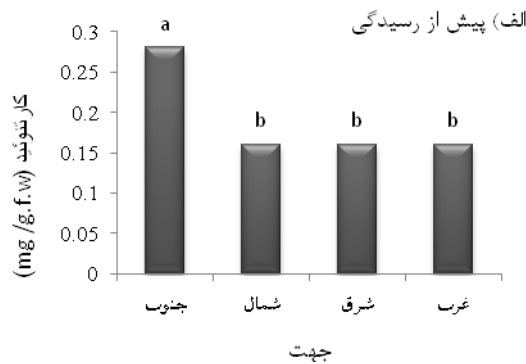 الف) پیش از رسیدگی
کارتنوئید (mg /g.f.w)
0.3
0.25
0.2
0.15
0.1
0.05
0
a
b
b
b
جنوب
شمال
شرق
غرب
جهت